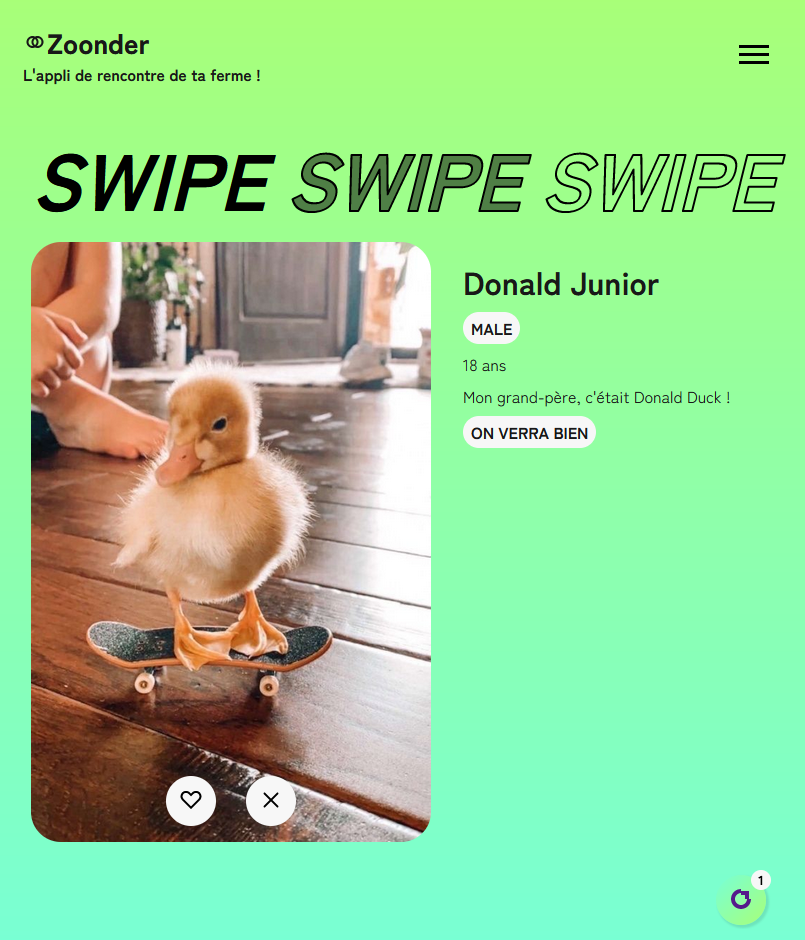 Zoonder
L'appli de rencontre de ta ferme !
SWIPE SWIPE SWIPE
Donald Junior
MALE
18 ans
Mon grand-père, c'était Donald Duck !
ON VERRA BIEN
1